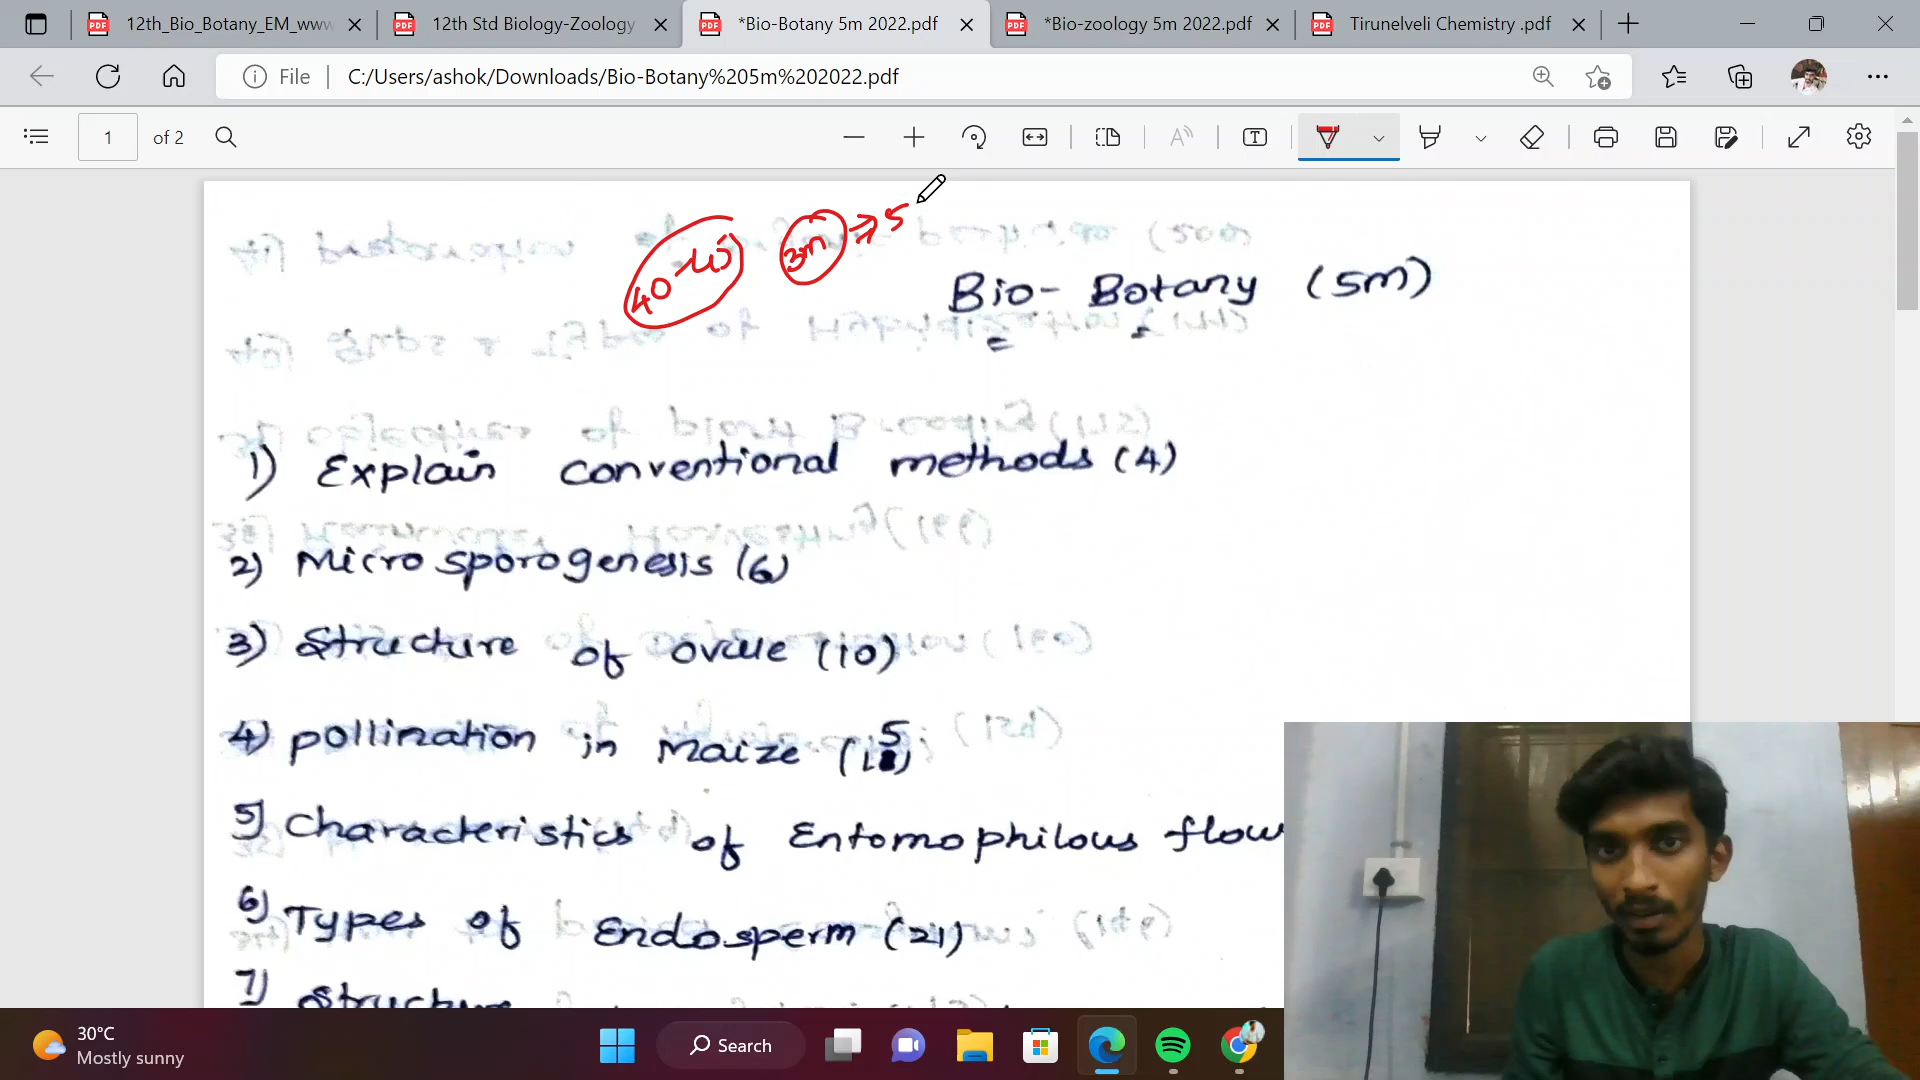 12th_Bio_Botany_EM_www
12th Std Biology-Zoology
*Bio-Botany 5m 2022.pdf
*Bio-zoology 5m 2022.pdf
Tirunelveli Chemistry .pdf
File
C:/Users/ashok/Downloads/Bio-Botany%205m%202022.pdf
1 of 2
40
3m ⇒ 5
Bio- Botany (5m)
1) Explain conventional methods (4)
2) Micro sporogenesis (6)
3) Structure of ovule (10)
4) pollination in Maize (15)
5) characteristics of Entomophilous flow
6) Types of Endosperm (21)
7) Structure
30°C
Mostly sunny
Search